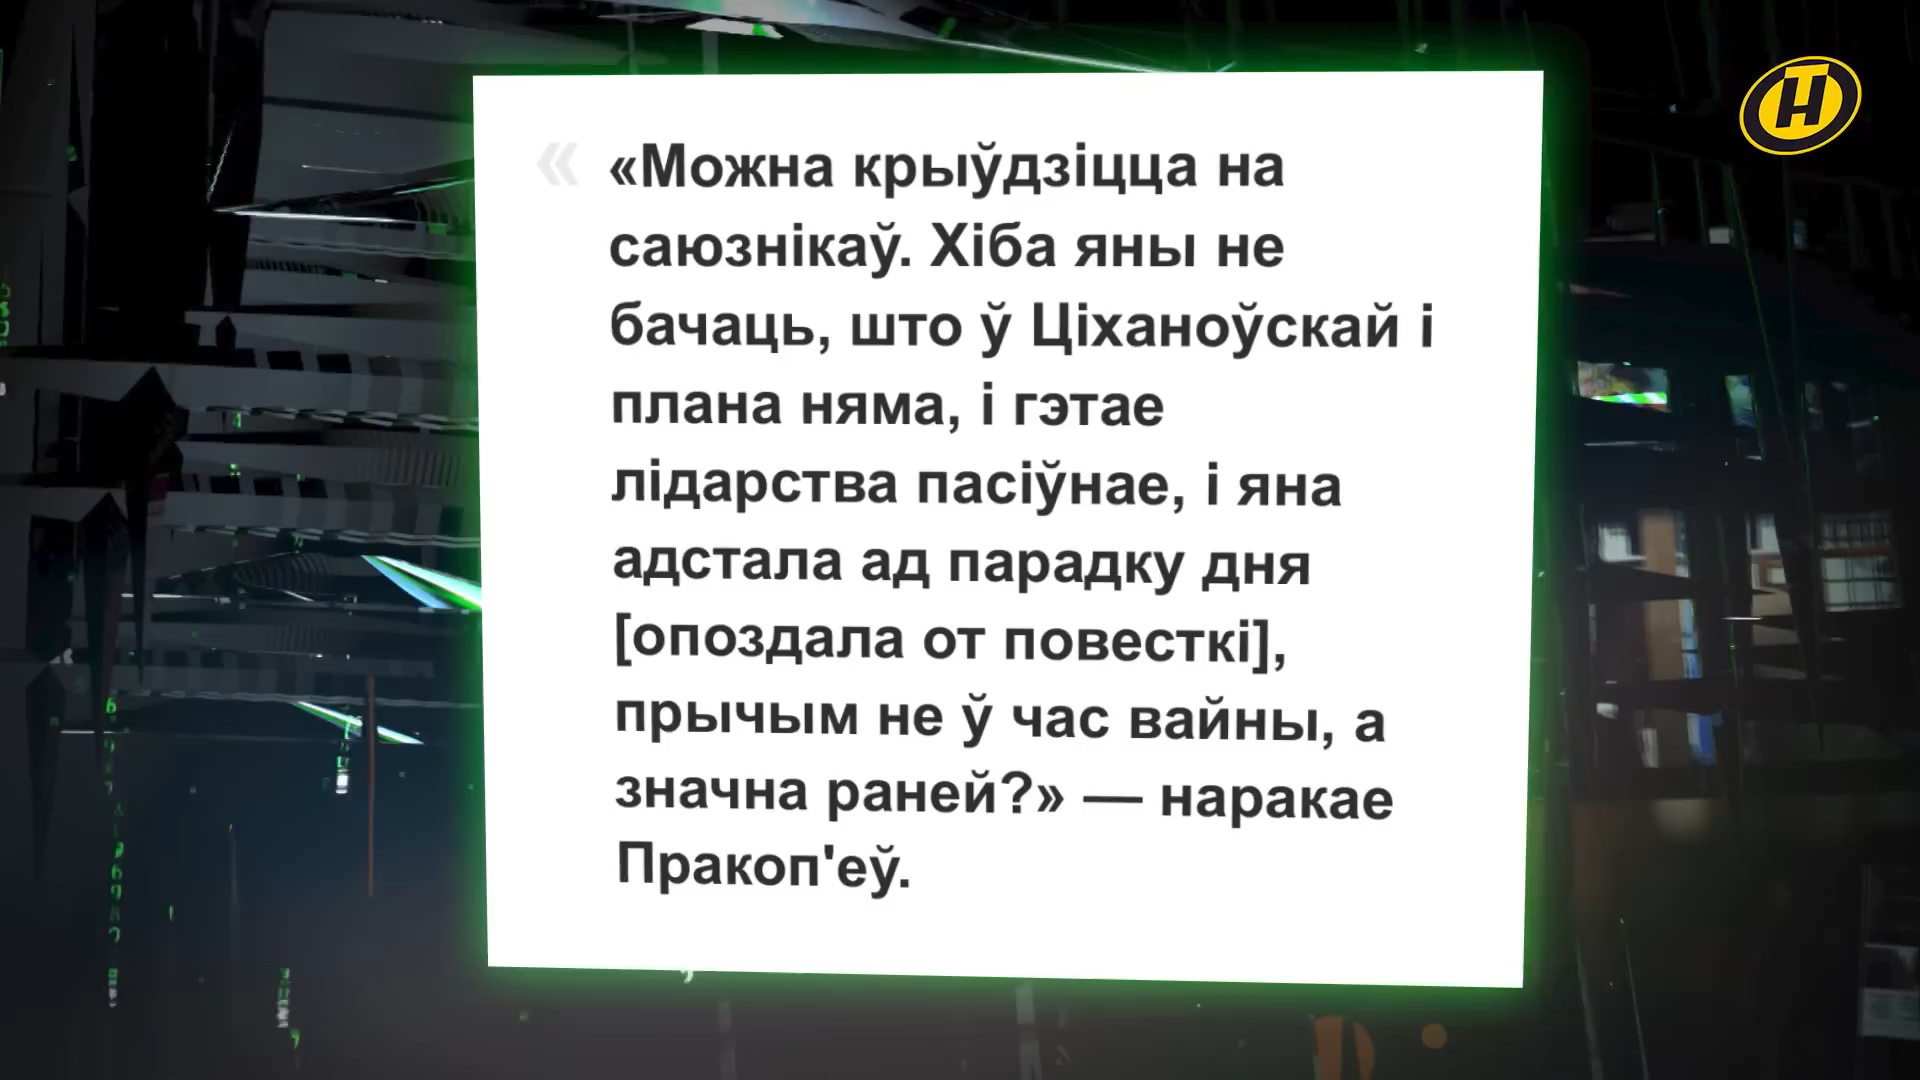 « «Можна крыўдзіцца на
саюзнікаў. Хіба яны не
бачаць, што ў Ціханоўскай і
плана няма, і гэтае
лідарства пасіўнае, і яна
адстала ад парадку дня
[опоздала от повесткі],
прычым не ў час вайны, а
значна раней?» — наракае
Пракоп'еў.